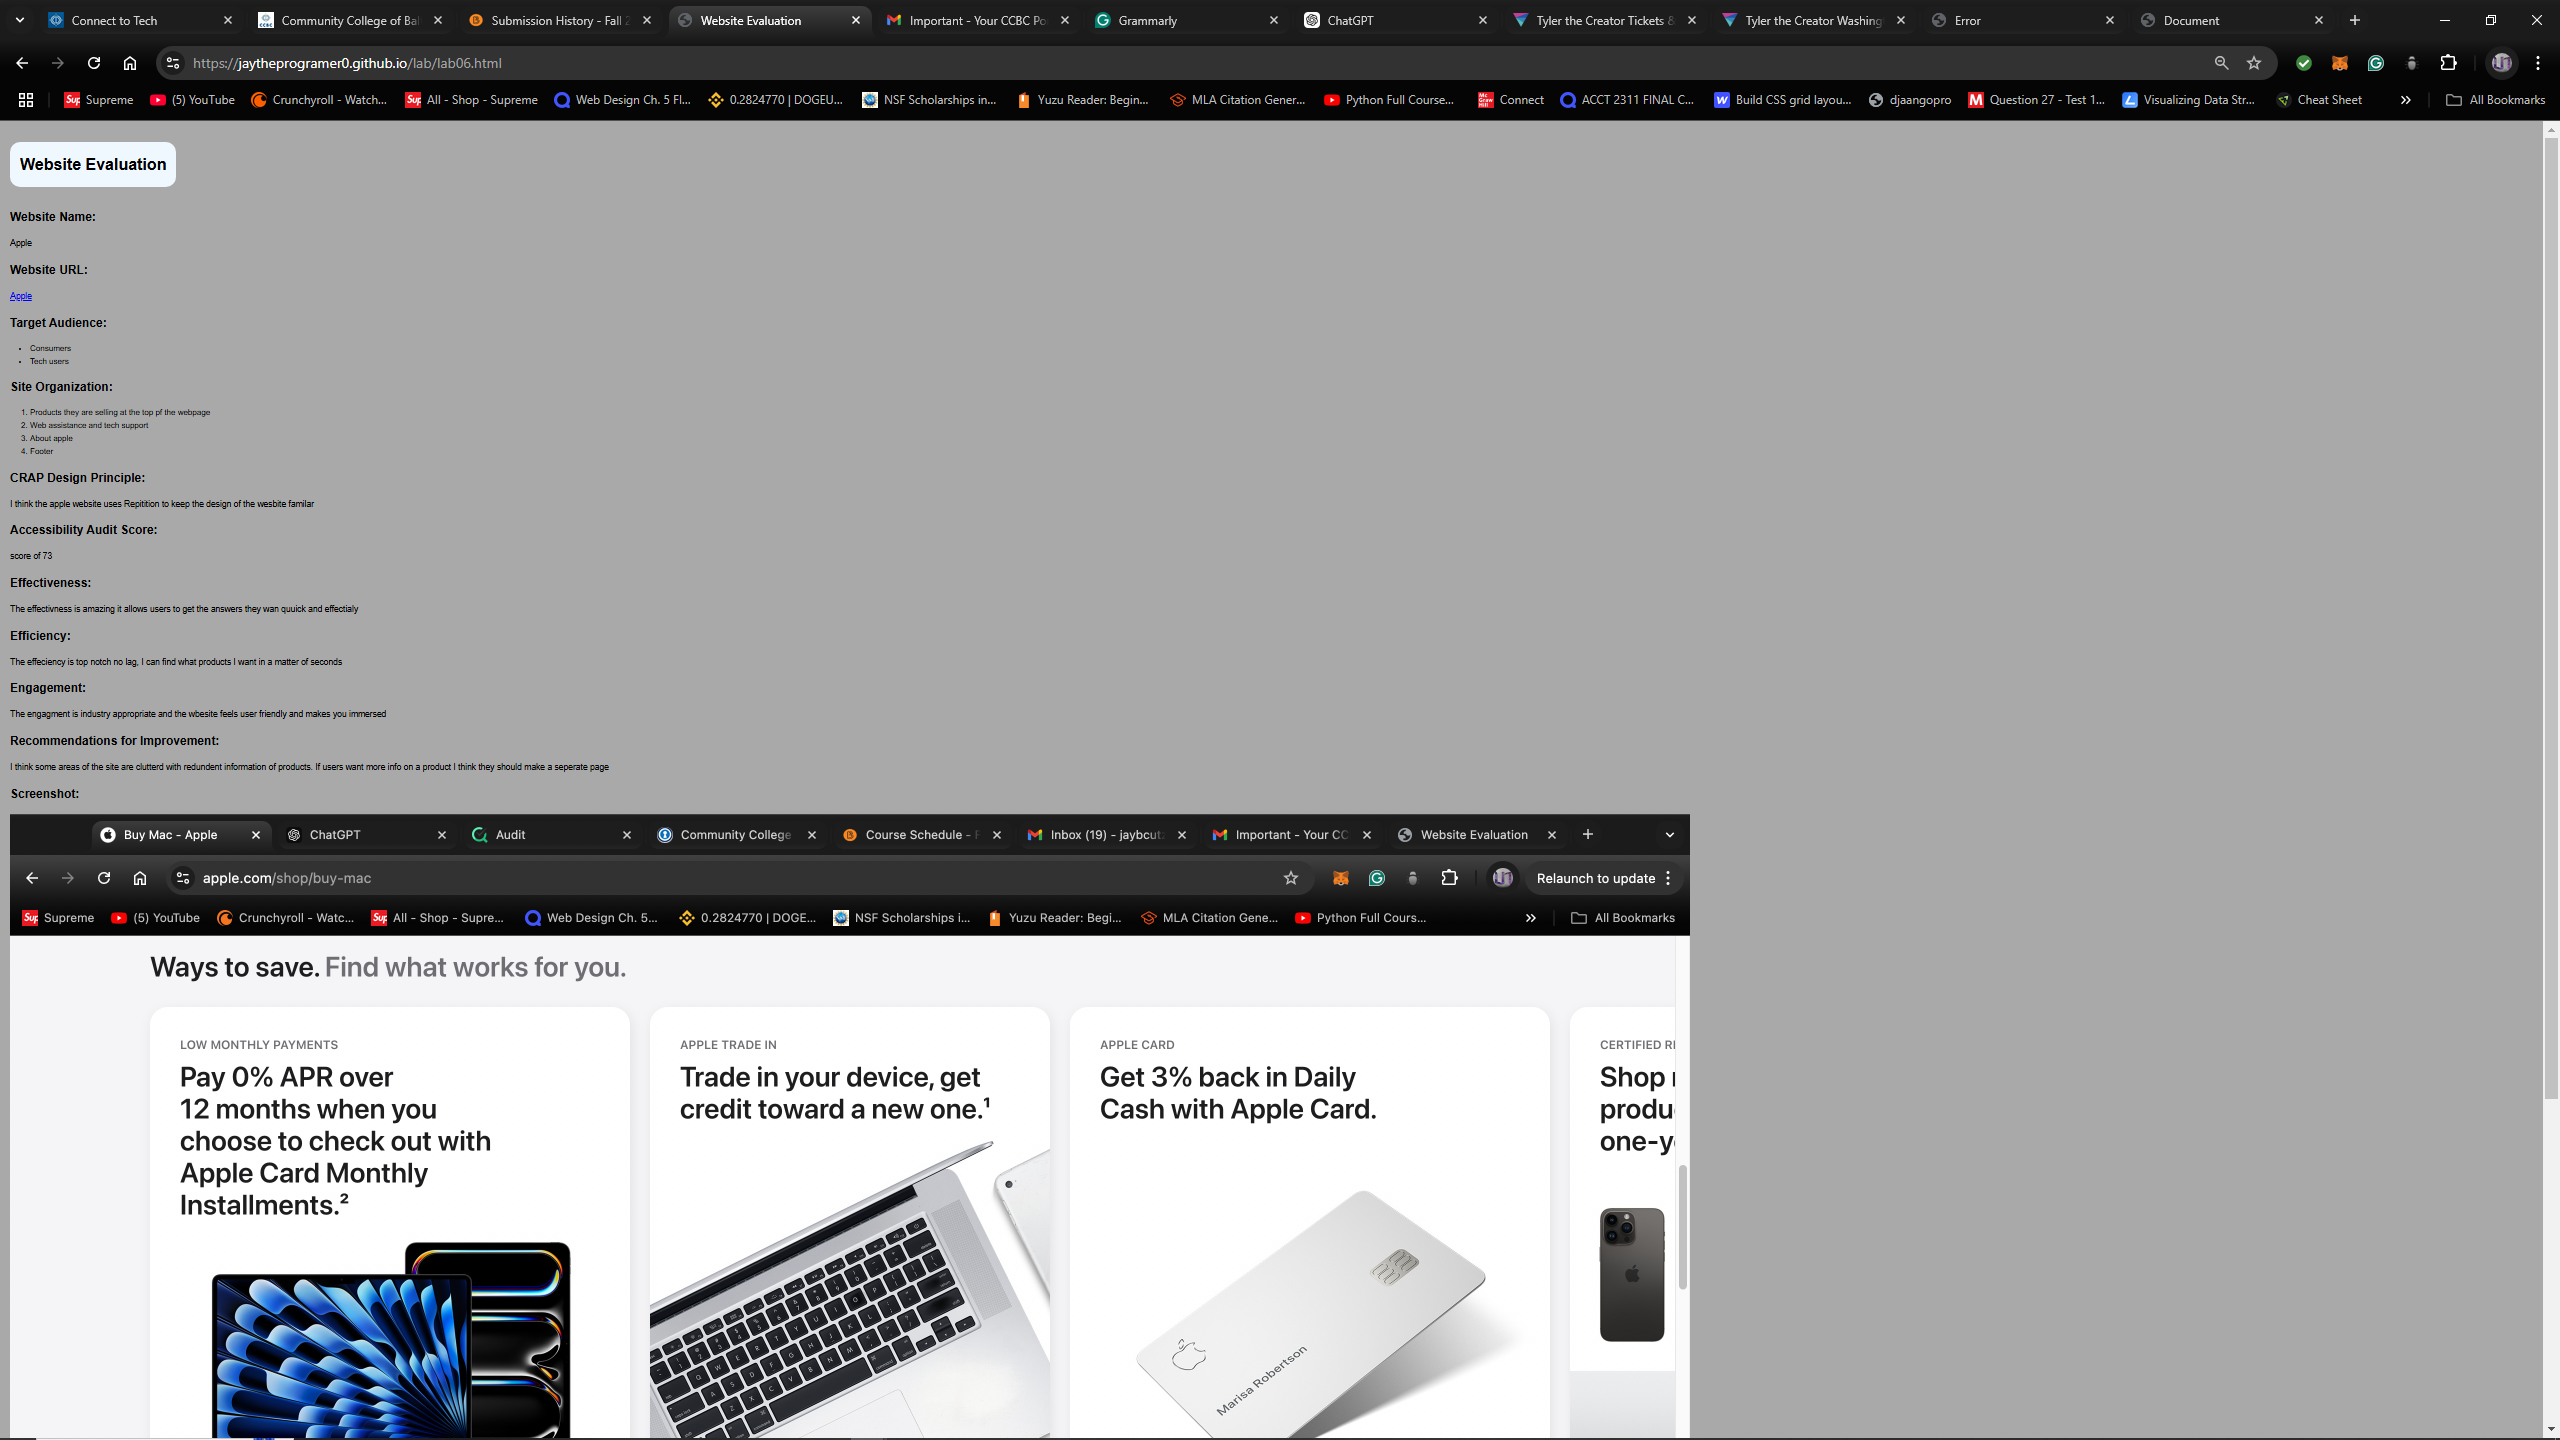 Connect to Tech
Community College of Bal
Submission History - Fall 2
Website Evaluation
Important - Your CCBC Po
Grammarly
ChatGPT
Tyler the Creator Tickets &
Tyler the Creator Washing
Error
Document
https://jaytheprogramer0.github.io/lab/lab06.html
Supreme
(5) YouTube
Crunchyroll - Watch...
All - Shop - Supreme
Web Design Ch. 5 Fl...
0.2824770 | DOGEU...
NSF Scholarships in...
Yuzu Reader: Begin...
MLA Citation Gener...
Python Full Course...
Connect
ACCT 2311 FINAL C...
Build CSS grid layou...
djaangopro
Question 27 - Test 1...
Visualizing Data Str...
Cheat Sheet
All Bookmarks
Website Evaluation
Website Name:
Apple
Website URL:
Apple
Target Audience:
• Consumers
• Tech users
Site Organization:
1. Products they are selling at the top pf the webpage
2. Web assistance and tech support
3. About apple
4. Footer
CRAP Design Principle:
I think the apple website uses Repitition to keep the design of the wesbite familar
Accessibility Audit Score:
score of 73
Effectiveness:
The effectivness is amazing it allows users to get the answers they wan quuick and effectialy
Efficiency:
The effeciency is top notch no lag, I can find what products I want in a matter of seconds
Engagement:
The engagment is industry appropriate and the wbesite feels user friendly and makes you immersed
Recommendations for Improvement:
I think some areas of the site are clutterd with redundent information of products. If users want more info on a product I think they should make a seperate page
Screenshot:
Buy Mac - Apple
ChatGPT
Audit
Community College
Course Schedule - F
Inbox (19) - jaybcut
Important - Your CC
Website Evaluation
apple.com/shop/buy-mac
Relaunch to update
Supreme
(5) YouTube
Crunchyroll - Watc...
All - Shop - Supre...
Web Design Ch. 5...
0.2824770 | DOGE...
NSF Scholarships i...
Yuzu Reader: Begi...
MLA Citation Gene...
Python Full Cours...
All Bookmarks
Ways to save. Find what works for you.
LOW MONTHLY PAYMENTS
Pay 0% APR over
12 months when you
choose to check out with
Apple Card Monthly
Installments.²
APPLE TRADE IN
Trade in your device, get
credit toward a new one.¹
APPLE CARD
Get 3% back in Daily
Cash with Apple Card.
Marisa Robertson
CERTIFIED RE
Shop r
produ
one-y